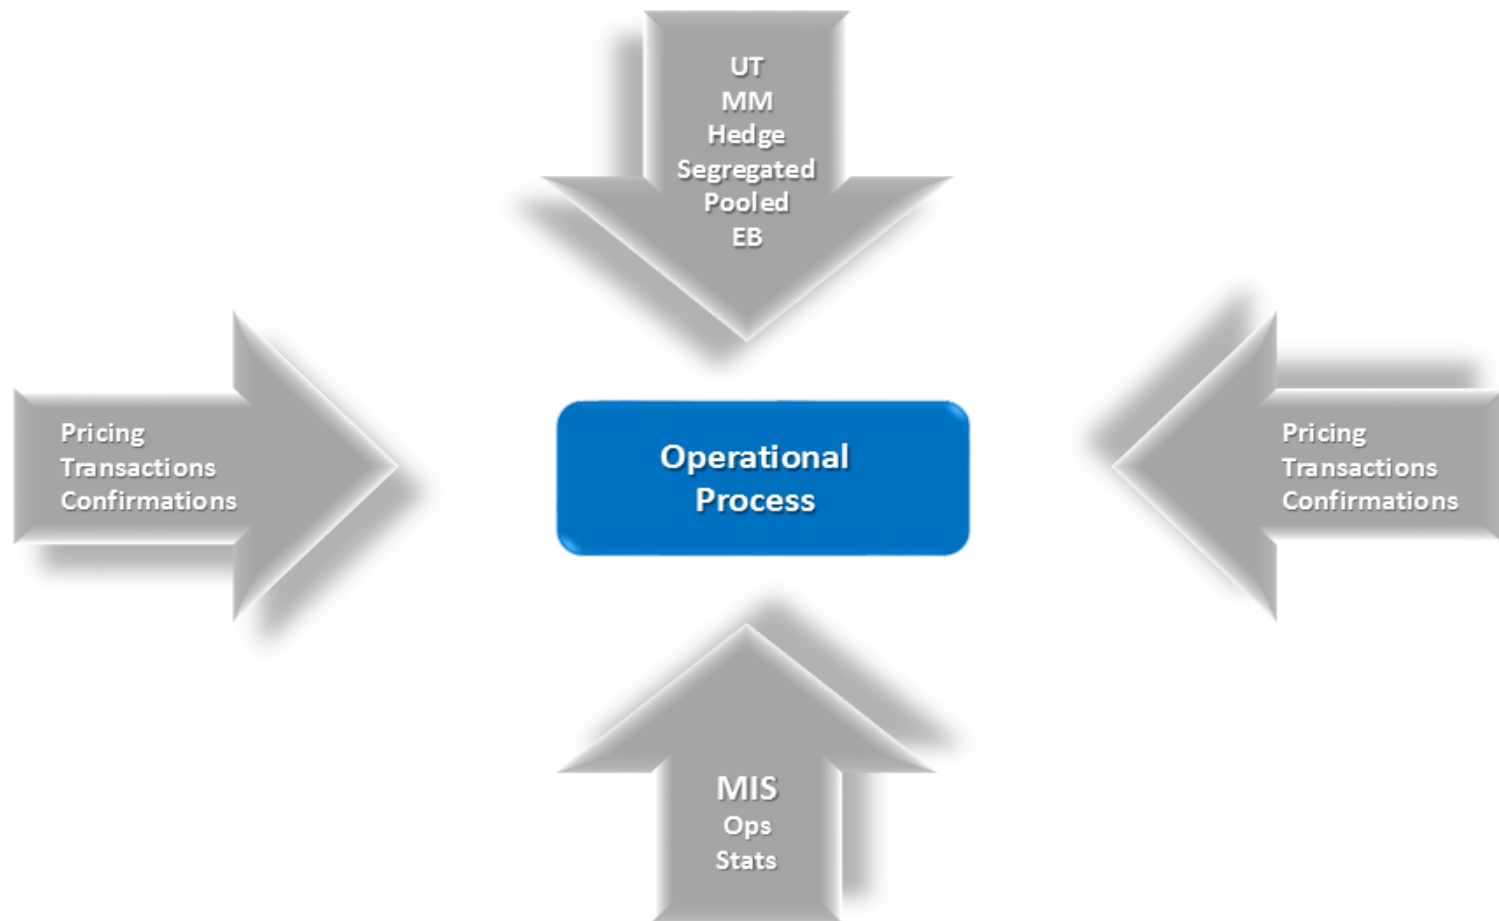 UT
MM
Hedge
Segregated
Pooled
EB
Pricing
Transactions
Confirmations
Operational
Process
Pricing
Transactions
Confirmations
MIS
Ops
Stats